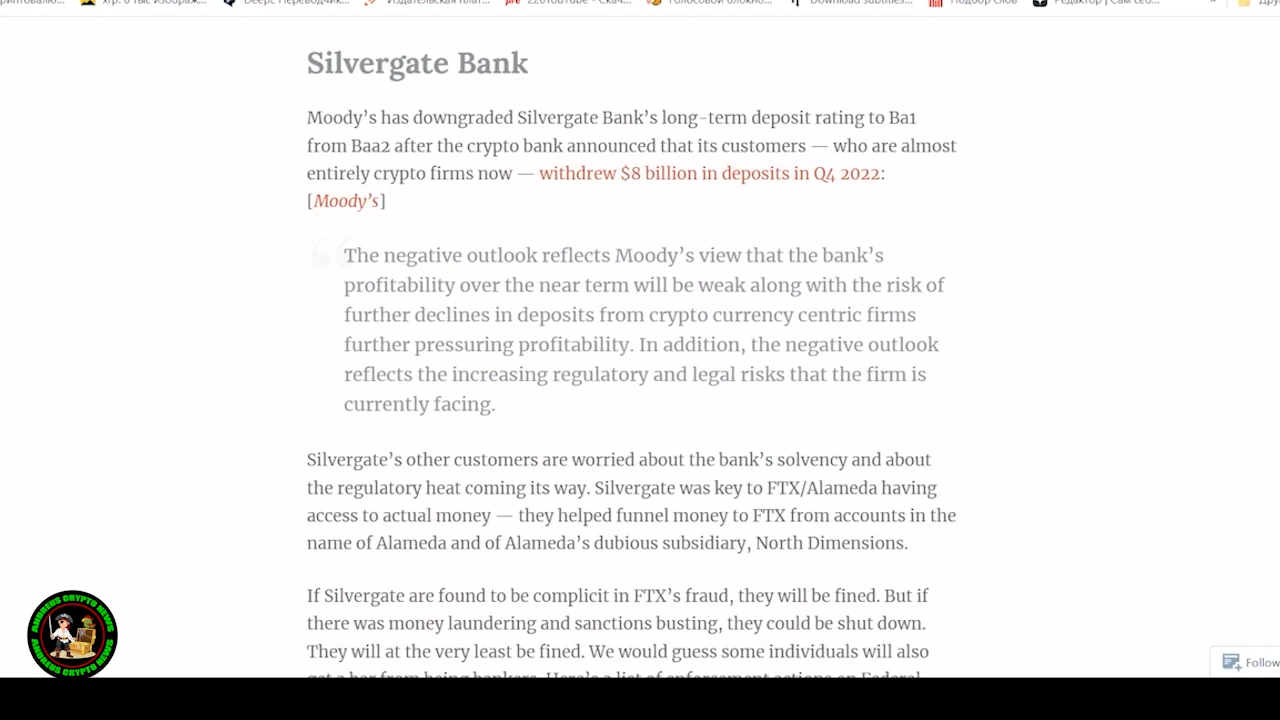 Silvergate Bank
Moody’s has downgraded Silvergate Bank’s long-term deposit rating to Ba1
from Baa2 after the crypto bank announced that its customers — who are almost
entirely crypto firms now — withdrew $8 billion in deposits in Q4 2022:
[Moody’s]
“ The negative outlook reflects Moody’s view that the bank’s
profitability over the near term will be weak along with the risk of
further declines in deposits from crypto currency centric firms
further pressuring profitability. In addition, the negative outlook
reflects the increasing regulatory and legal risks that the firm is
currently facing.
Silvergate’s other customers are worried about the bank’s solvency and about
the regulatory heat coming its way. Silvergate was key to FTX/Alameda having
access to actual money — they helped funnel money to FTX from accounts in the
name of Alameda and of Alameda’s dubious subsidiary, North Dimensions.
If Silvergate are found to be complicit in FTX’s fraud, they will be fined. But if
there was money laundering and sanctions busting, they could be shut down.
They will at the very least be fined. We would guess some individuals will also
ANDREUS CRYPTO NEWS
ANDREUS CRYPTO NEWS
Follow